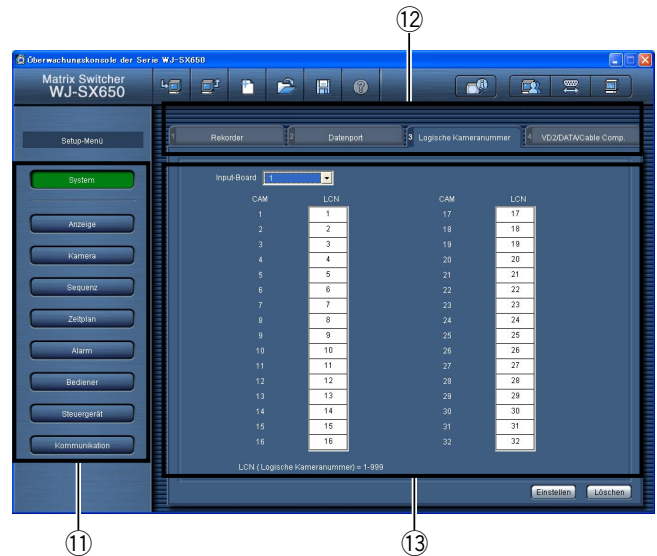 ⑫
Überwachungskonsole der Serie WJ-SX650
Matrix Switcher
WJ-SX650
Setup-Menü
1 Rekorder 2 Datenport 3 Logische Kameranummer 4 VD2/DATA/Cable Comp.
System
Anzeige
Kamera
Sequenz
Zeitplan
Alarm
Bediener
Steuergerät
Kommunikation
Input-Board 1
CAM LCN CAM LCN
1 1 17 17
2 2 18 18
3 3 19 19
4 4 20 20
5 5 21 21
6 6 22 22
7 7 23 23
8 8 24 24
9 9 25 25
10 10 26 26
11 11 27 27
12 12 28 28
13 13 29 29
14 14 30 30
15 15 31 31
16 16 32 32
LCN ( Logische Kameranummer) = 1-999
Einstellen Löschen
⑪ ⑬